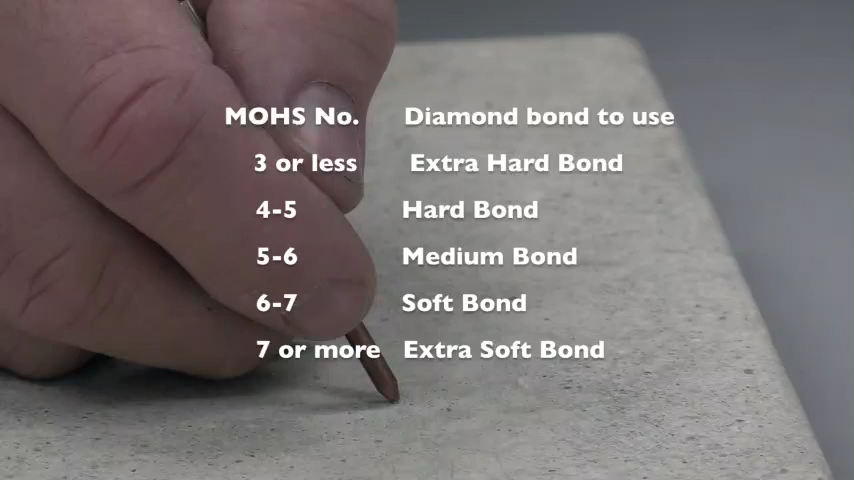 MOHS No. Diamond bond to use
3 or less Extra Hard Bond
4-5 Hard Bond
5-6 Medium Bond
6-7 Soft Bond
7 or more Extra Soft Bond